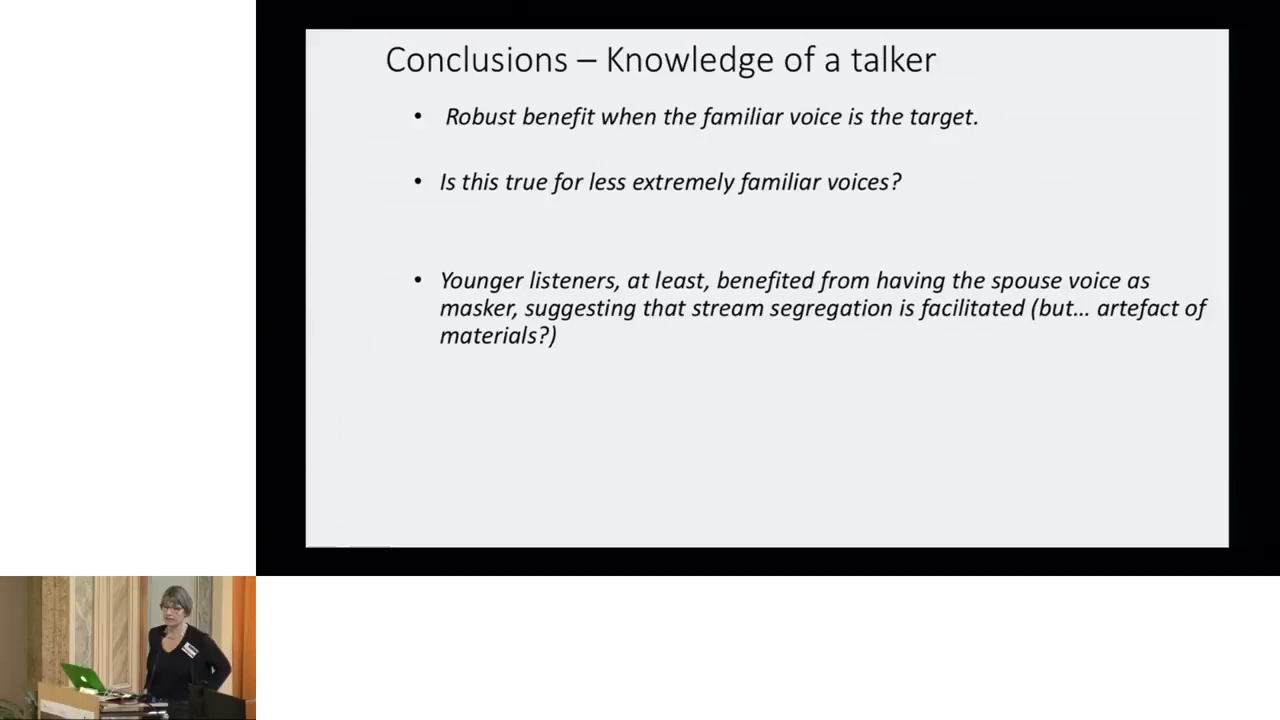 Conclusions – Knowledge of a talker
• Robust benefit when the familiar voice is the target.
• Is this true for less extremely familiar voices?
• Younger listeners, at least, benefited from having the spouse voice as
masker, suggesting that stream segregation is facilitated (but... artefact of
materials?)